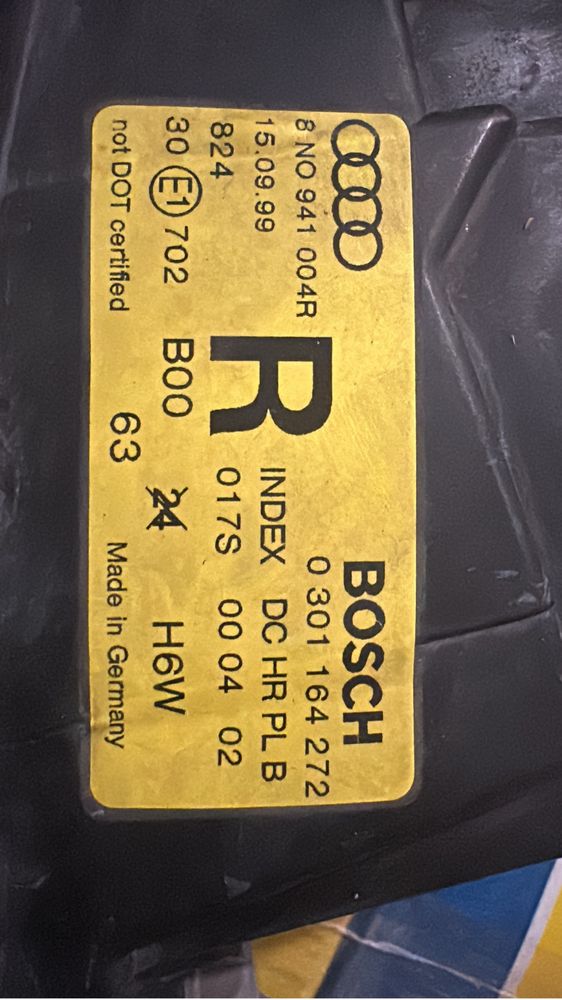 BOSCH
8 NO 941 004R
0 301 164 272
15.09.99
INDEX DC HR PL B
824
R
017S 00 04 02
30 E1 702 B00 24 H6W
not DOT certified 63 Made in Germany